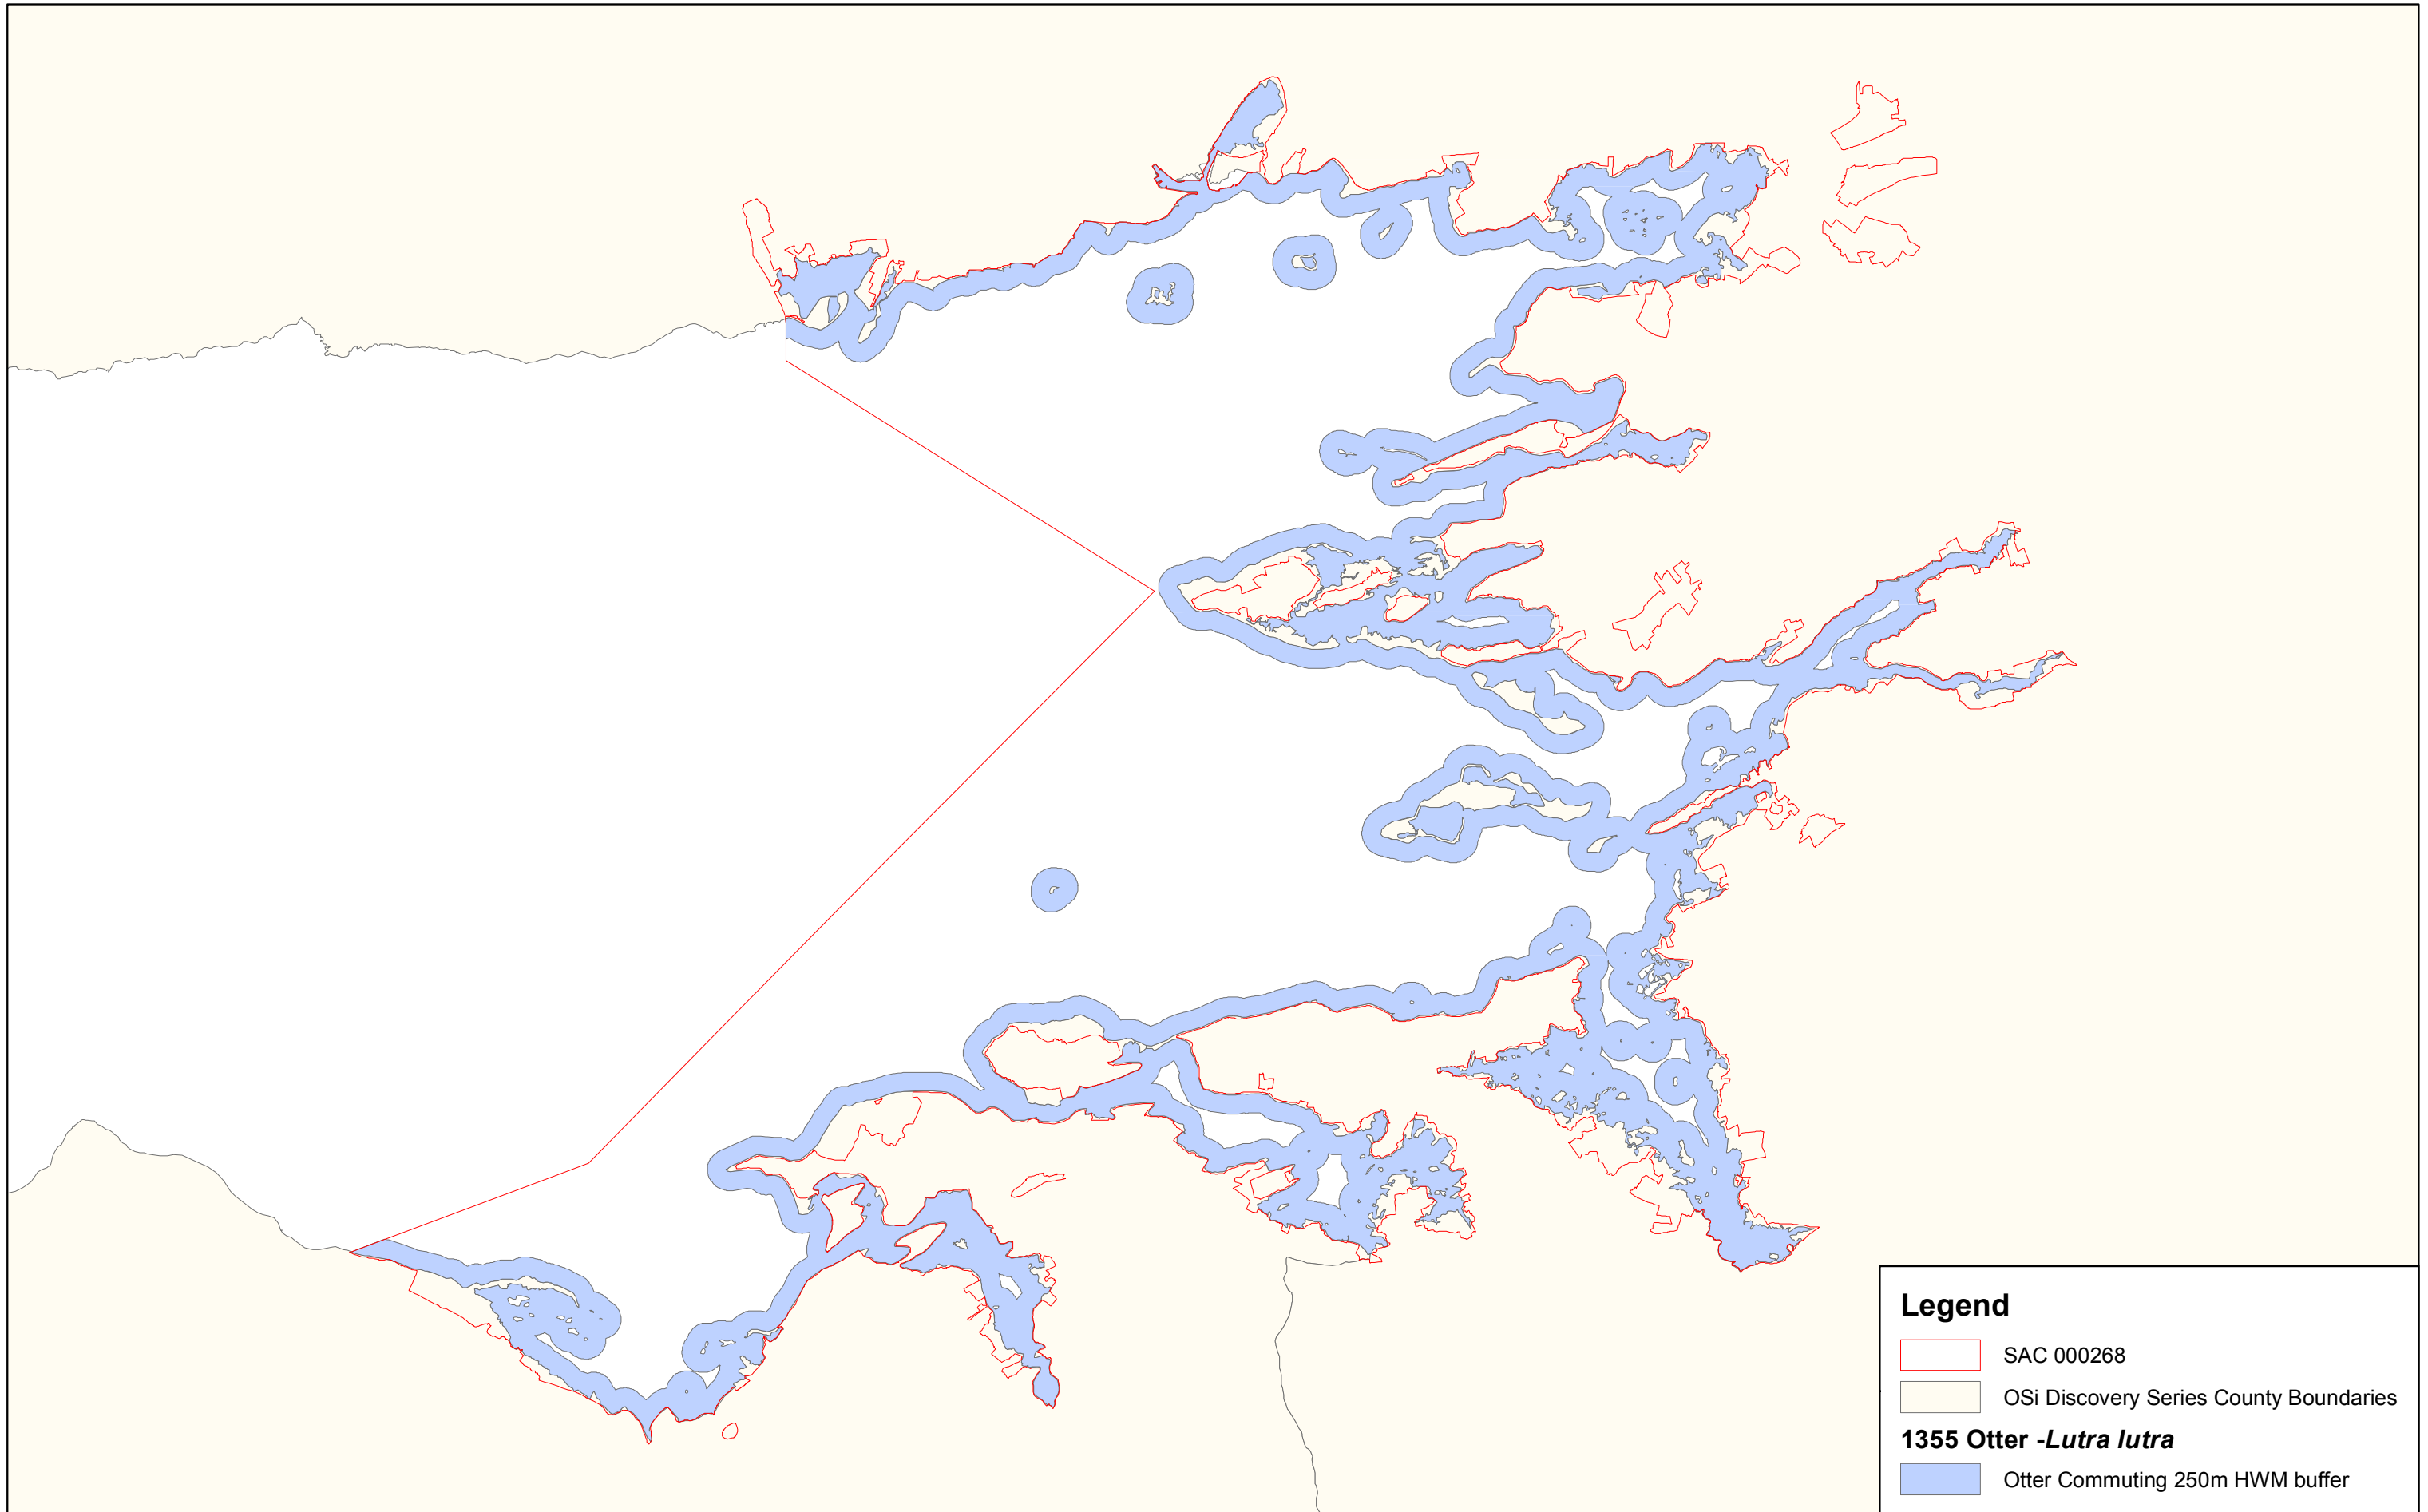 Legend
SAC 000268
OSi Discovery Series County Boundaries
1355 Otter -Lutra lutra
Otter Commuting 250m HWM buffer